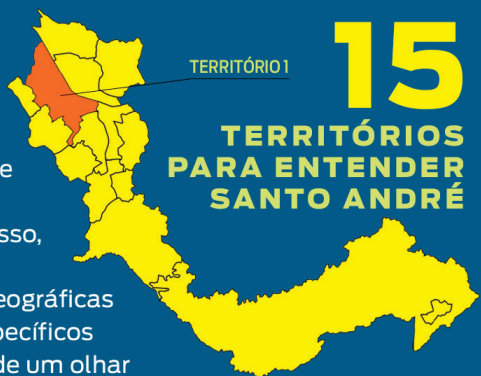 TERRITÓRIO 1
15
TERRITÓRIOS
PARA ENTENDER
SANTO ANDRÉ
e
sso,
eográficas
pecíficos
de um olhar